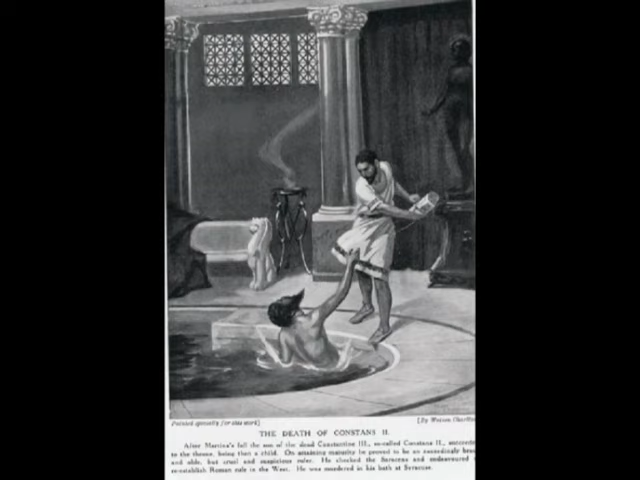 Painted specially for this work]
[By Watson Charlton
THE DEATH OF CONSTANS II.
After Martina's fall the son of the dead Constantine III., so-called Constans II., succeeded
to the throne, being then a child. On attaining maturity he proved to be an exceedingly brave
and able, but cruel and suspicious ruler. He checked the Saracens and endeavoured
re-establish Roman rule in the West. He was murdered in his bath at Syracuse.